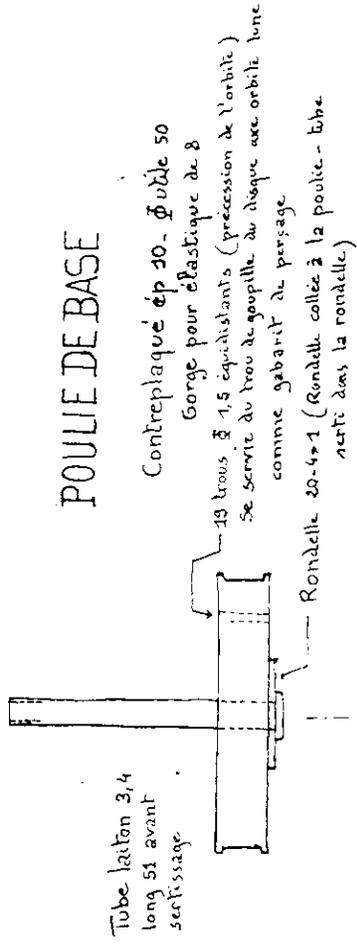 POULIE DE BASE
Contreplaqué ép 10_ ϕ utile 50
Gorge pour élastique de 8
19 trous ϕ 1,5 équidistants (précession de l'orbite)
Se servir du trou de goupille du disque axe orbite lune
comme gabarit de perçage
Rondelle 20-4×1 (Rondelle collée à la poulie - tube
serti dans la rondelle)
Tube laiton 3,4
long 51 avant
sertissage